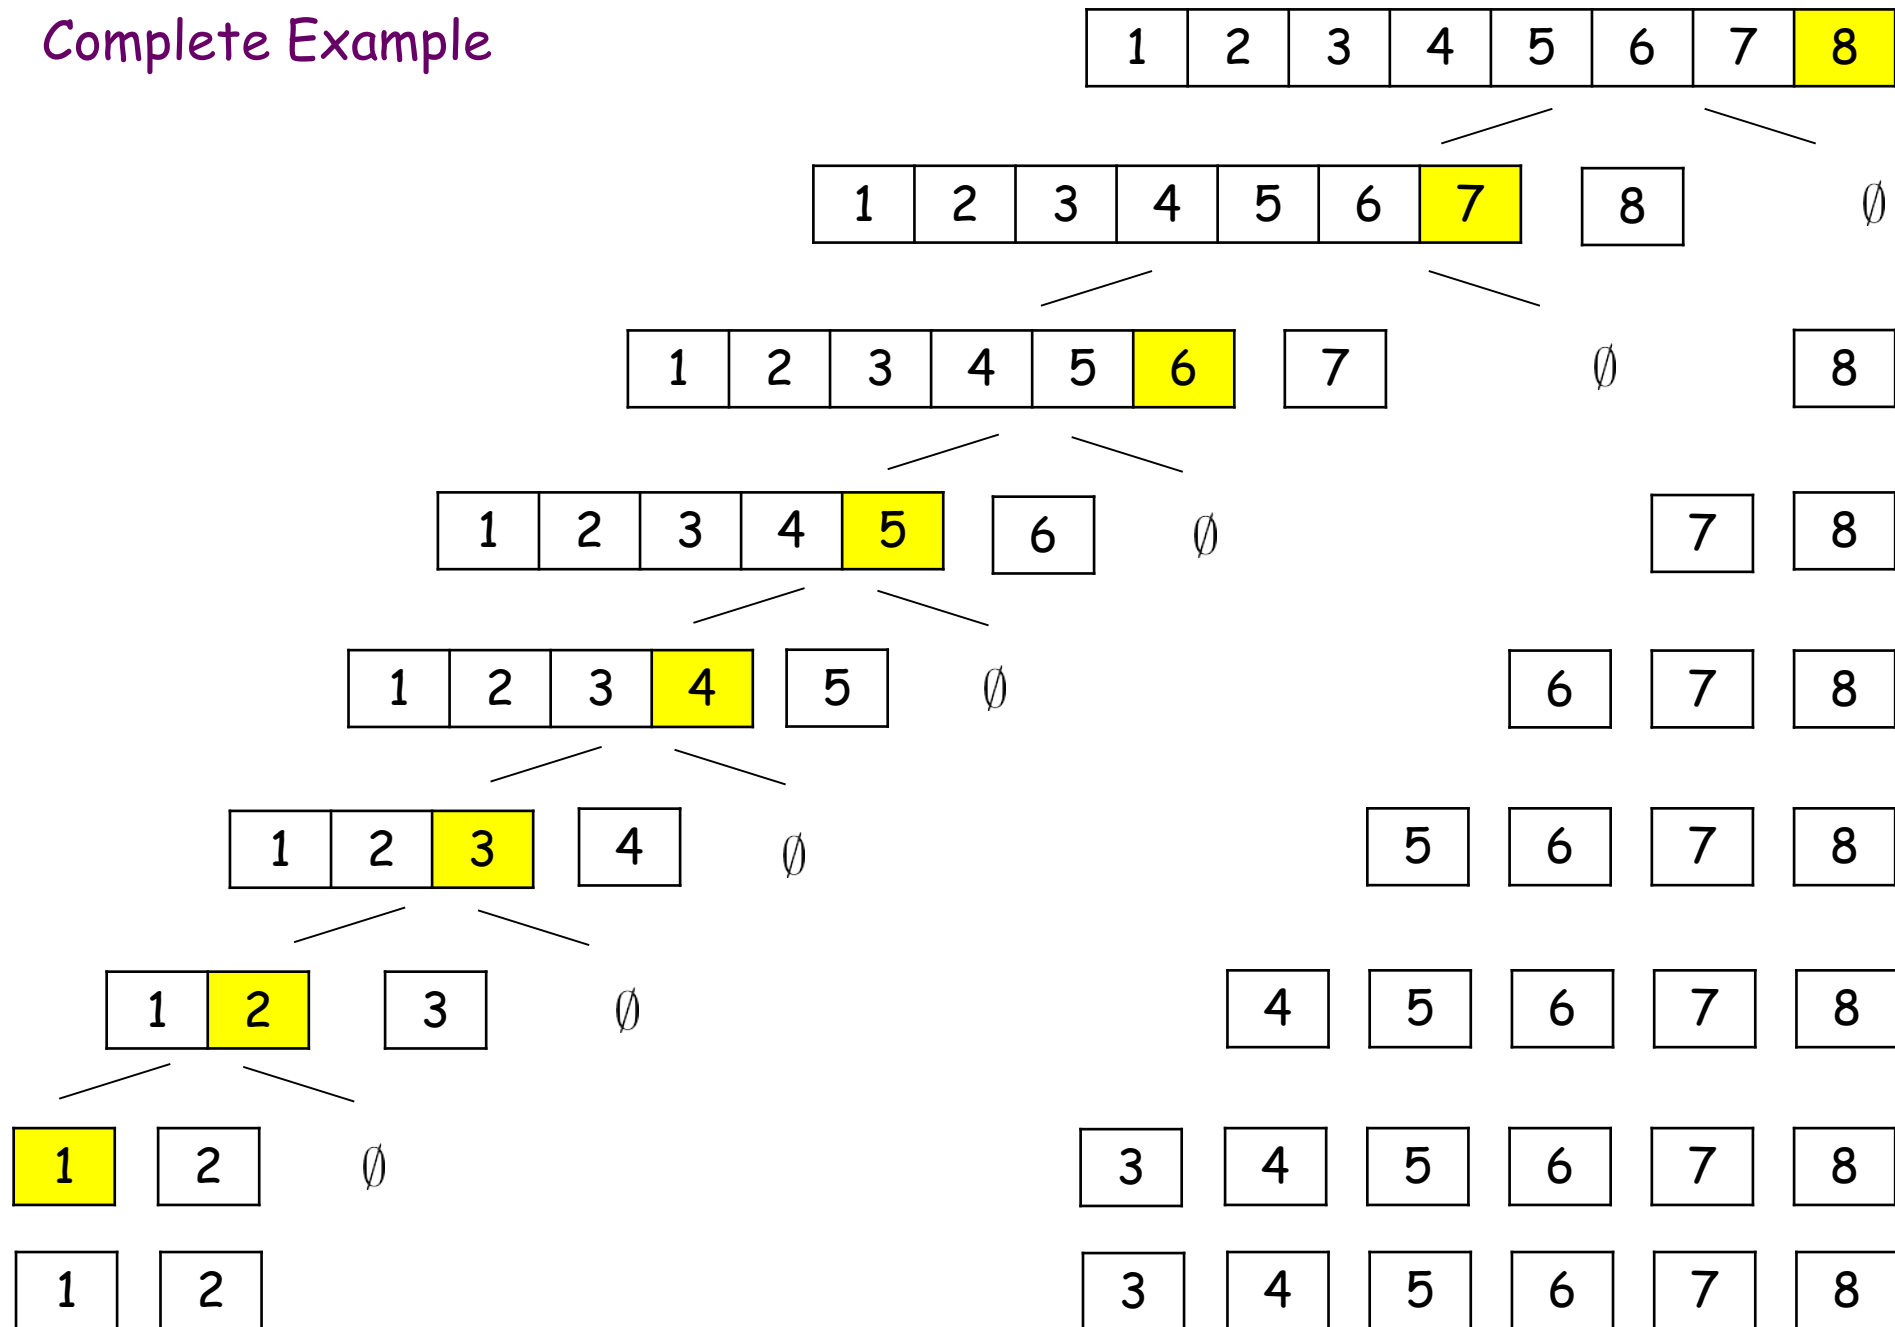 Complete Example
1 2 3 4 5 6 7 8
1 2 3 4 5 6 7 8 ∅
1 2 3 4 5 6 7 ∅ 8
1 2 3 4 5 6 ∅ 7 8
1 2 3 4 5 ∅ 6 7 8
1 2 3 4 ∅ 5 6 7 8
1 2 3 ∅ 4 5 6 7 8
1 2 ∅ 3 4 5 6 7 8
1 2 3 4 5 6 7 8